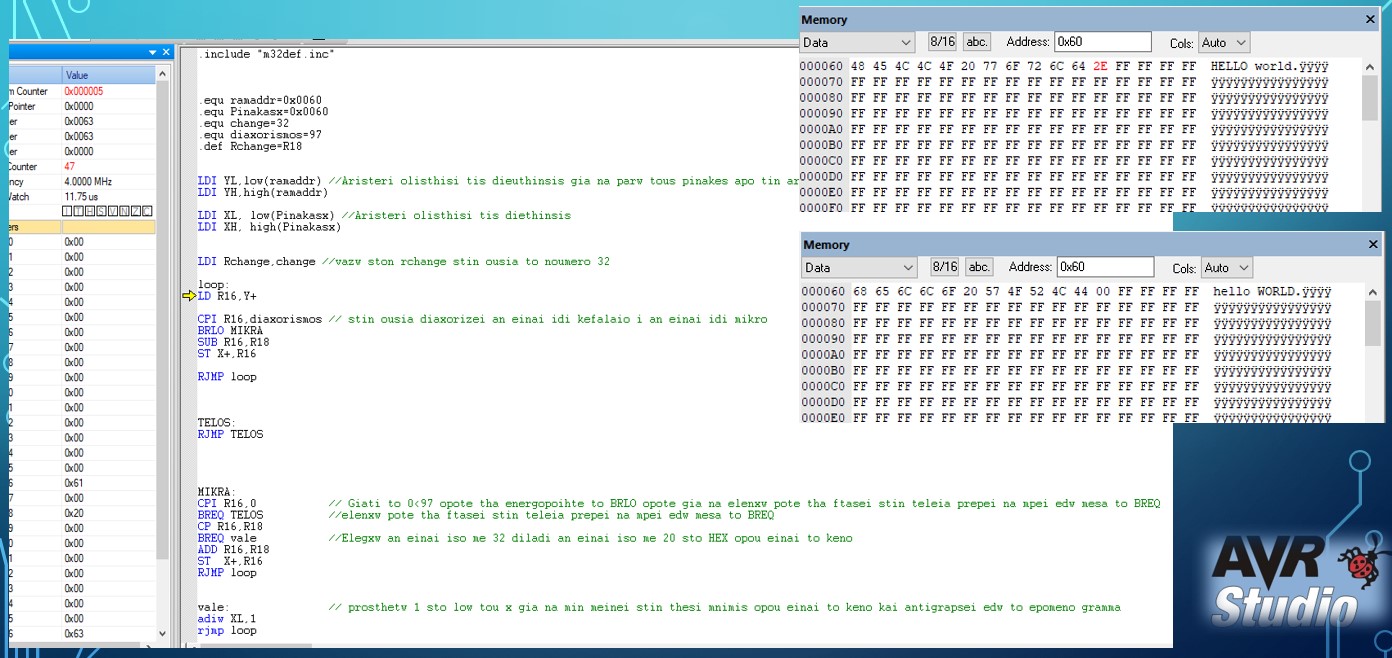 Value
m Counter 0x000005
Pointer 0x0000
er 0x0063
er 0x0063
er 0x0000
Counter 47
ncy 4.0000 MHz
Watch 11.75 us
I T H S V N Z C
ers
0 0x00
1 0x00
2 0x00
3 0x00
4 0x00
5 0x00
6 0x00
7 0x00
8 0x00
9 0x00
0 0x00
1 0x00
2 0x00
3 0x00
4 0x00
5 0x00
6 0x61
7 0x00
8 0x20
9 0x00
0 0x00
1 0x00
2 0x00
3 0x00
4 0x00
5 0x00
6 0x63
.include "m32def.inc"
.equ ramaddr=0x0060
.equ Pinakasx=0x0060
.equ change=32
.equ diaxorismos=97
.def Rchange=R18
LDI YL,low(ramaddr) //Aristeri olisthisi tis dieuthinsis gia na parw tous pinakes apo tin ar
LDI YH,high(ramaddr)
LDI XL, low(Pinakasx) //Aristeri olisthisi tis diethinsis
LDI XH, high(Pinakasx)
LDI Rchange,change //vazw ston rchange stin ousia to noumero 32
loop:
LD R16,Y+
CPI R16,diaxorismos // stin ousia diaxorizei an einai idi kefalaio i an einai idi mikro
BRLO MIKRA
SUB R16,R18
ST X+,R16
RJMP loop
TELOS:
RJMP TELOS
MIKRA:
CPI R16,0 // Giati to 0<97 opote tha energopoihte to BRLO opote gia na elenxw pote tha ftasei stin teleia prepei na mpei edw mesa to BREQ
BREQ TELOS //elenxw pote tha ftasei stin teleia prepei na mpei edw mesa to BREQ
CP R16,R18
BREQ vale //Elegxw an einai iso me 32 diladi an einai iso me 20 sto HEX opou einai to keno
ADD R16,R18
ST X+,R16
RJMP loop
vale: // prosthetw 1 sto low tou x gia na min meinei stin thesi mnimis opou einai to keno kai antigrapsei edw to epomeno gramma
adiw XL,1
rjmp loop
Memory
Data 8/16 abc. Address: 0x60 Cols: Auto
000060 48 45 4C 4C 4F 20 77 6F 72 6C 64 2E FF FF FF FF HELLO world.ÿÿÿÿ
000070 FF FF FF FF FF FF FF FF FF FF FF FF FF FF FF FF ÿÿÿÿÿÿÿÿÿÿÿÿÿÿÿÿ
000080 FF FF FF FF FF FF FF FF FF FF FF FF FF FF FF FF ÿÿÿÿÿÿÿÿÿÿÿÿÿÿÿÿ
000090 FF FF FF FF FF FF FF FF FF FF FF FF FF FF FF FF ÿÿÿÿÿÿÿÿÿÿÿÿÿÿÿÿ
0000A0 FF FF FF FF FF FF FF FF FF FF FF FF FF FF FF FF ÿÿÿÿÿÿÿÿÿÿÿÿÿÿÿÿ
0000B0 FF FF FF FF FF FF FF FF FF FF FF FF FF FF FF FF ÿÿÿÿÿÿÿÿÿÿÿÿÿÿÿÿ
0000C0 FF FF FF FF FF FF FF FF FF FF FF FF FF FF FF FF ÿÿÿÿÿÿÿÿÿÿÿÿÿÿÿÿ
0000D0 FF FF FF FF FF FF FF FF FF FF FF FF FF FF FF FF ÿÿÿÿÿÿÿÿÿÿÿÿÿÿÿÿ
0000E0 FF FF FF FF FF FF FF FF FF FF FF FF FF FF FF FF ÿÿÿÿÿÿÿÿÿÿÿÿÿÿÿÿ
0000F0 FF FF FF FF FF FF FF FF FF FF FF FF FF FF FF FF ÿÿÿÿÿÿÿÿÿÿÿÿÿÿÿÿ
Memory
Data 8/16 abc. Address: 0x60 Cols: Auto
000060 68 65 6C 6C 6F 20 57 4F 52 4C 44 00 FF FF FF FF hello WORLD.ÿÿÿÿ
000070 FF FF FF FF FF FF FF FF FF FF FF FF FF FF FF FF ÿÿÿÿÿÿÿÿÿÿÿÿÿÿÿÿ
000080 FF FF FF FF FF FF FF FF FF FF FF FF FF FF FF FF ÿÿÿÿÿÿÿÿÿÿÿÿÿÿÿÿ
000090 FF FF FF FF FF FF FF FF FF FF FF FF FF FF FF FF ÿÿÿÿÿÿÿÿÿÿÿÿÿÿÿÿ
0000A0 FF FF FF FF FF FF FF FF FF FF FF FF FF FF FF FF ÿÿÿÿÿÿÿÿÿÿÿÿÿÿÿÿ
0000B0 FF FF FF FF FF FF FF FF FF FF FF FF FF FF FF FF ÿÿÿÿÿÿÿÿÿÿÿÿÿÿÿÿ
0000C0 FF FF FF FF FF FF FF FF FF FF FF FF FF FF FF FF ÿÿÿÿÿÿÿÿÿÿÿÿÿÿÿÿ
0000D0 FF FF FF FF FF FF FF FF FF FF FF FF FF FF FF FF ÿÿÿÿÿÿÿÿÿÿÿÿÿÿÿÿ
0000E0 FF FF FF FF FF FF FF FF FF FF FF FF FF FF FF FF ÿÿÿÿÿÿÿÿÿÿÿÿÿÿÿÿ
AVR
Studio